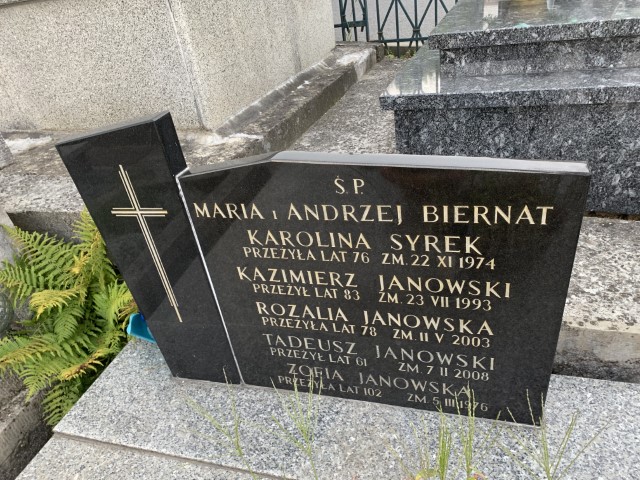 Ś.P.
MARIA i ANDRZEJ BIERNAT
KAROLINA SYREK
PRZEŻYŁA LAT 76 ZM. 22 XI 1974
KAZIMIERZ JANOWSKI
PRZEŻYŁ LAT 83 ZM. 23 VII 1993
ROZALIA JANOWSKA
PRZEŻYŁA LAT 78 ZM. 11 V 2003
TADEUSZ JANOWSKI
PRZEŻYŁ LAT 61 ZM. 7 II 2008
ZOFIA JANOWSKA
PRZEŻYŁA LAT 102 ZM. 5 III 1976